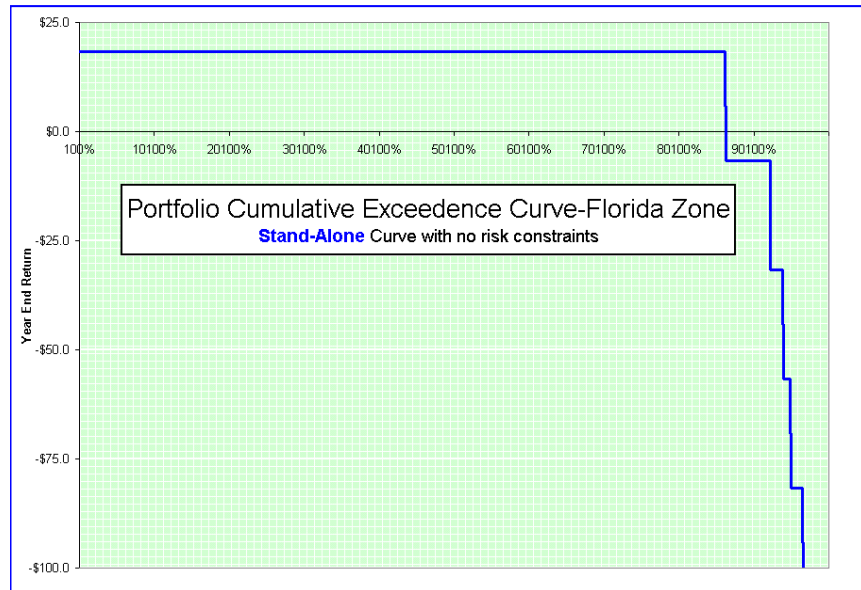 $25.0
$0.0
100% 10100% 20100% 30100% 40100% 50100% 60100% 70100% 80100% 90100%
Portfolio Cumulative Exceedence Curve-Florida Zone
Stand-Alone Curve with no risk constraints
-$25.0
Year End Return
-$50.0
-$75.0
-$100.0